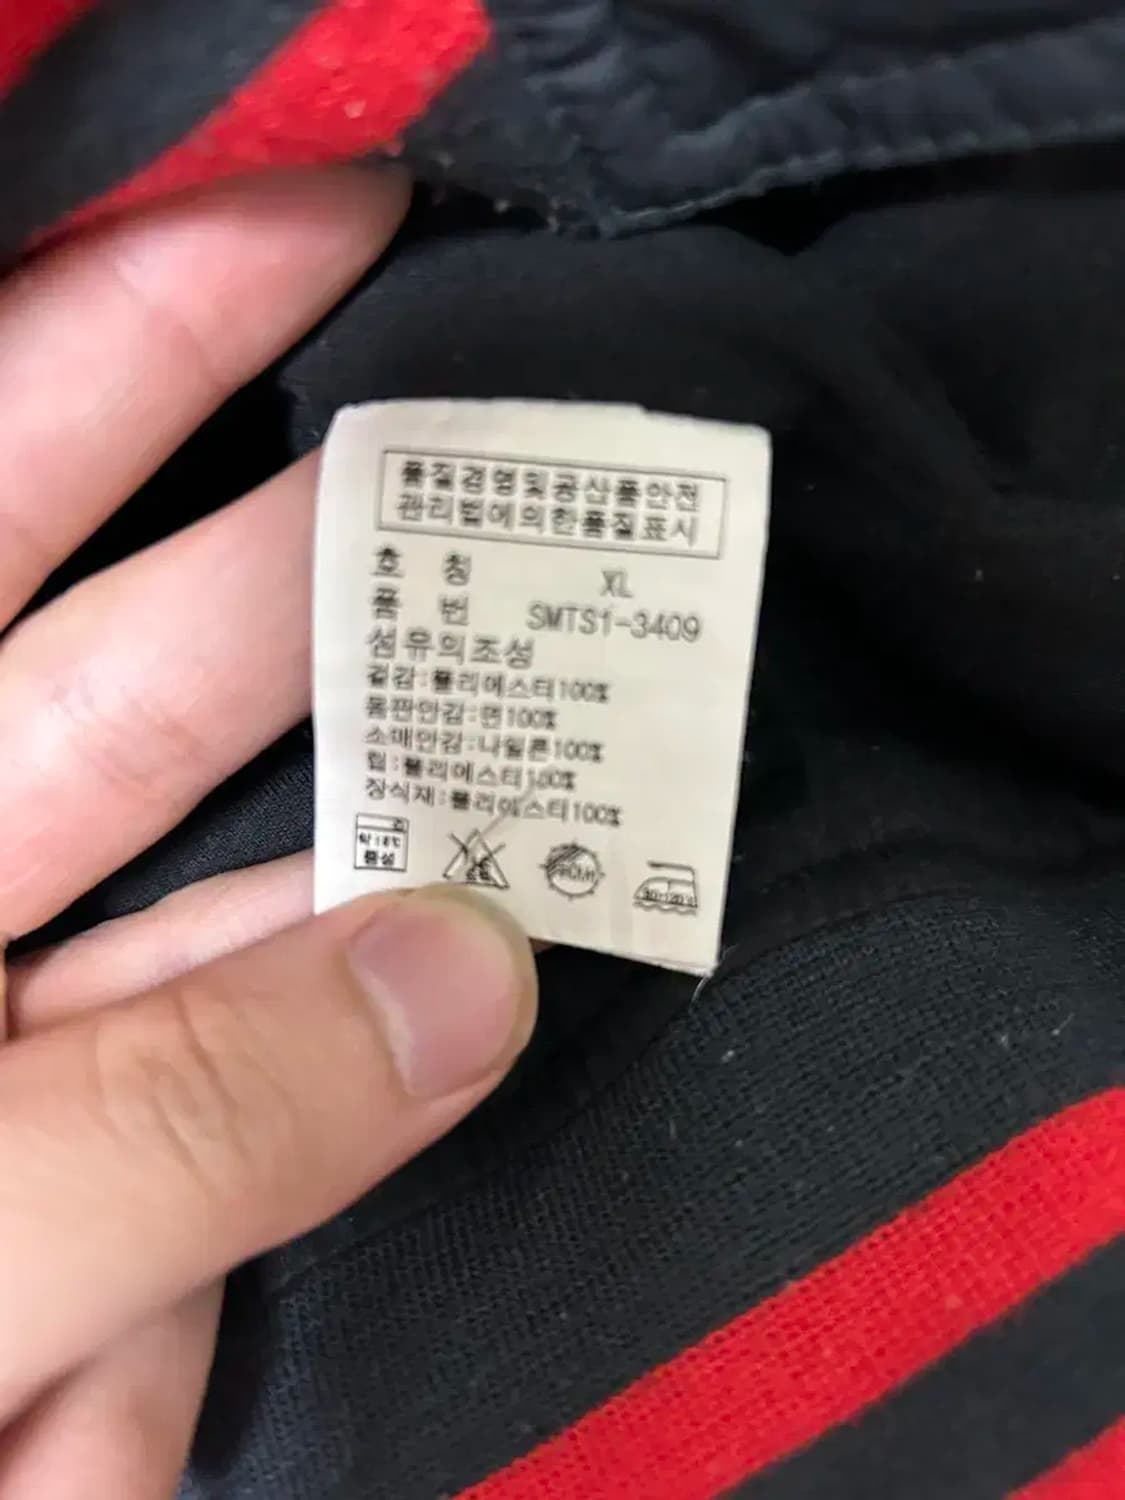 품질경영및공산품안전
관리법에의한품질표시
호 칭 XL
품 번 SMTS1-3409
섬유의조성
겉감:폴리에스터100%
몸판안감:면100%
소매안감:나일론100%
립:폴리에스터100%
장식재:폴리에스터100%
중성